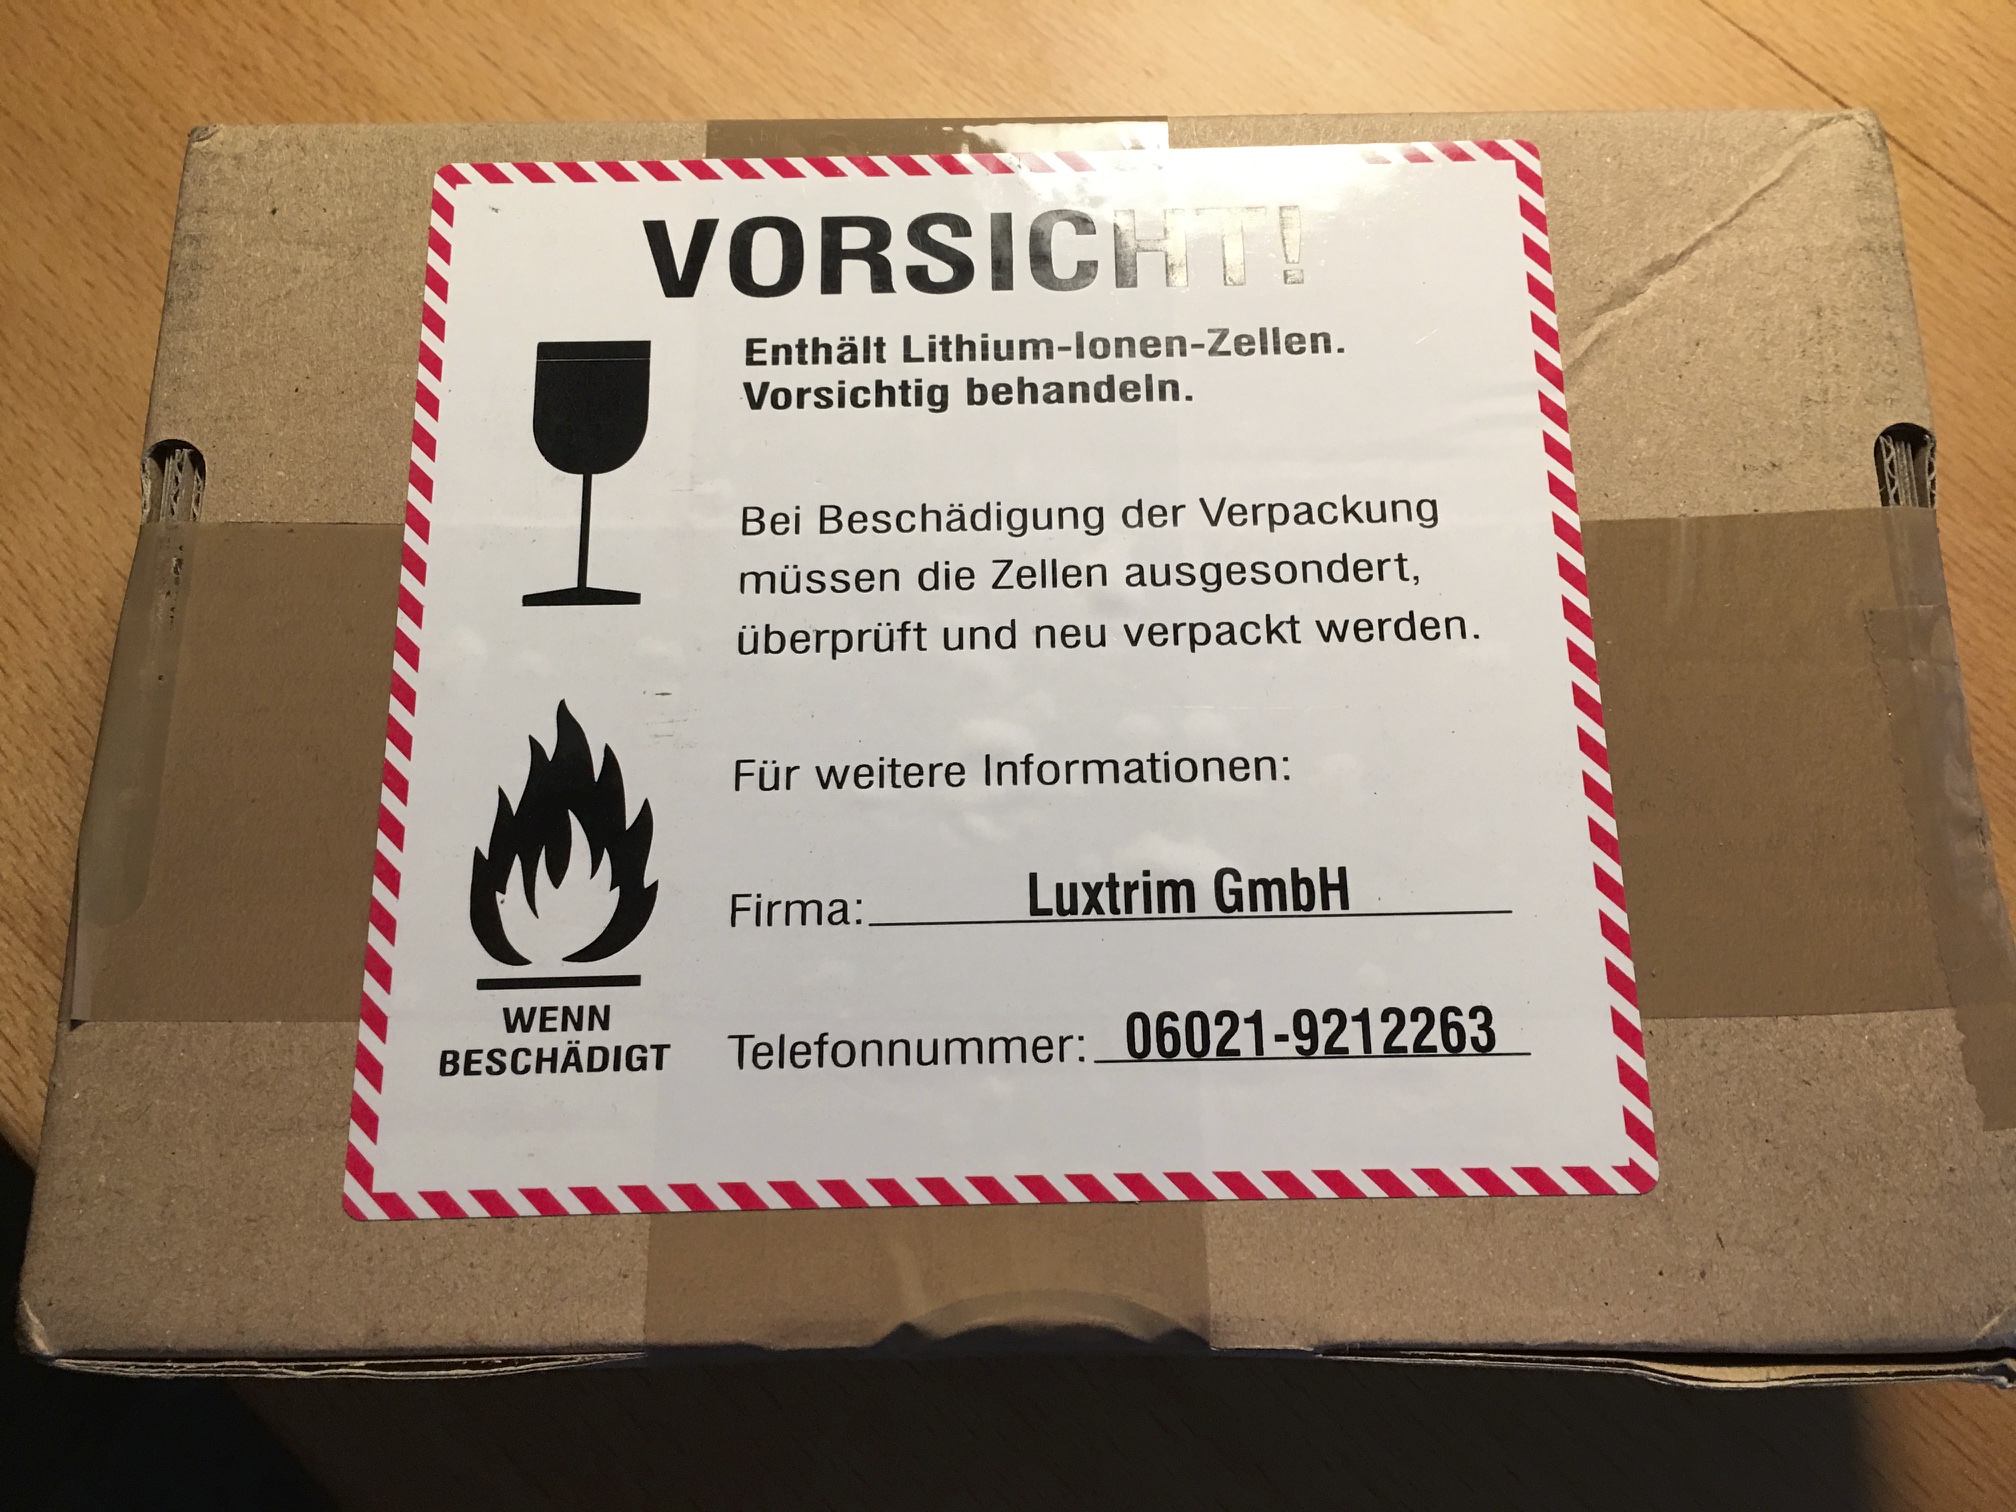 VORSICHT!
Enthält Lithium-Ionen-Zellen.
Vorsichtig behandeln.
Bei Beschädigung der Verpackung
müssen die Zellen ausgesondert,
überprüft und neu verpackt werden.
Für weitere Informationen:
Firma: Luxtrim GmbH
WENN
BESCHÄDIGT
Telefonnummer: 06021-9212263